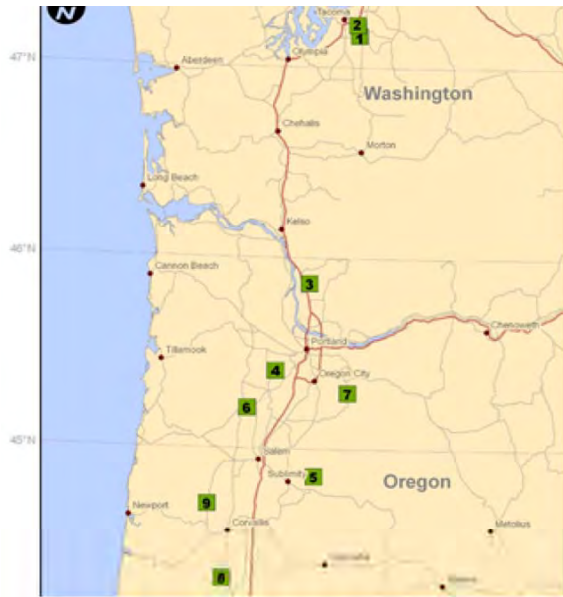 N
Tacoma
2
1
47°N
Olympia
Aberdeen
Washington
Chehalis
Morton
Long Beach
Kelso
46°N
Cannon Beach
3
Chenoweth
Portland
Tillamook
4
Oregon City
7
6
45°N
Salem
Sublimity
5
Oregon
9
Newport
Corvallis
Metolius
8